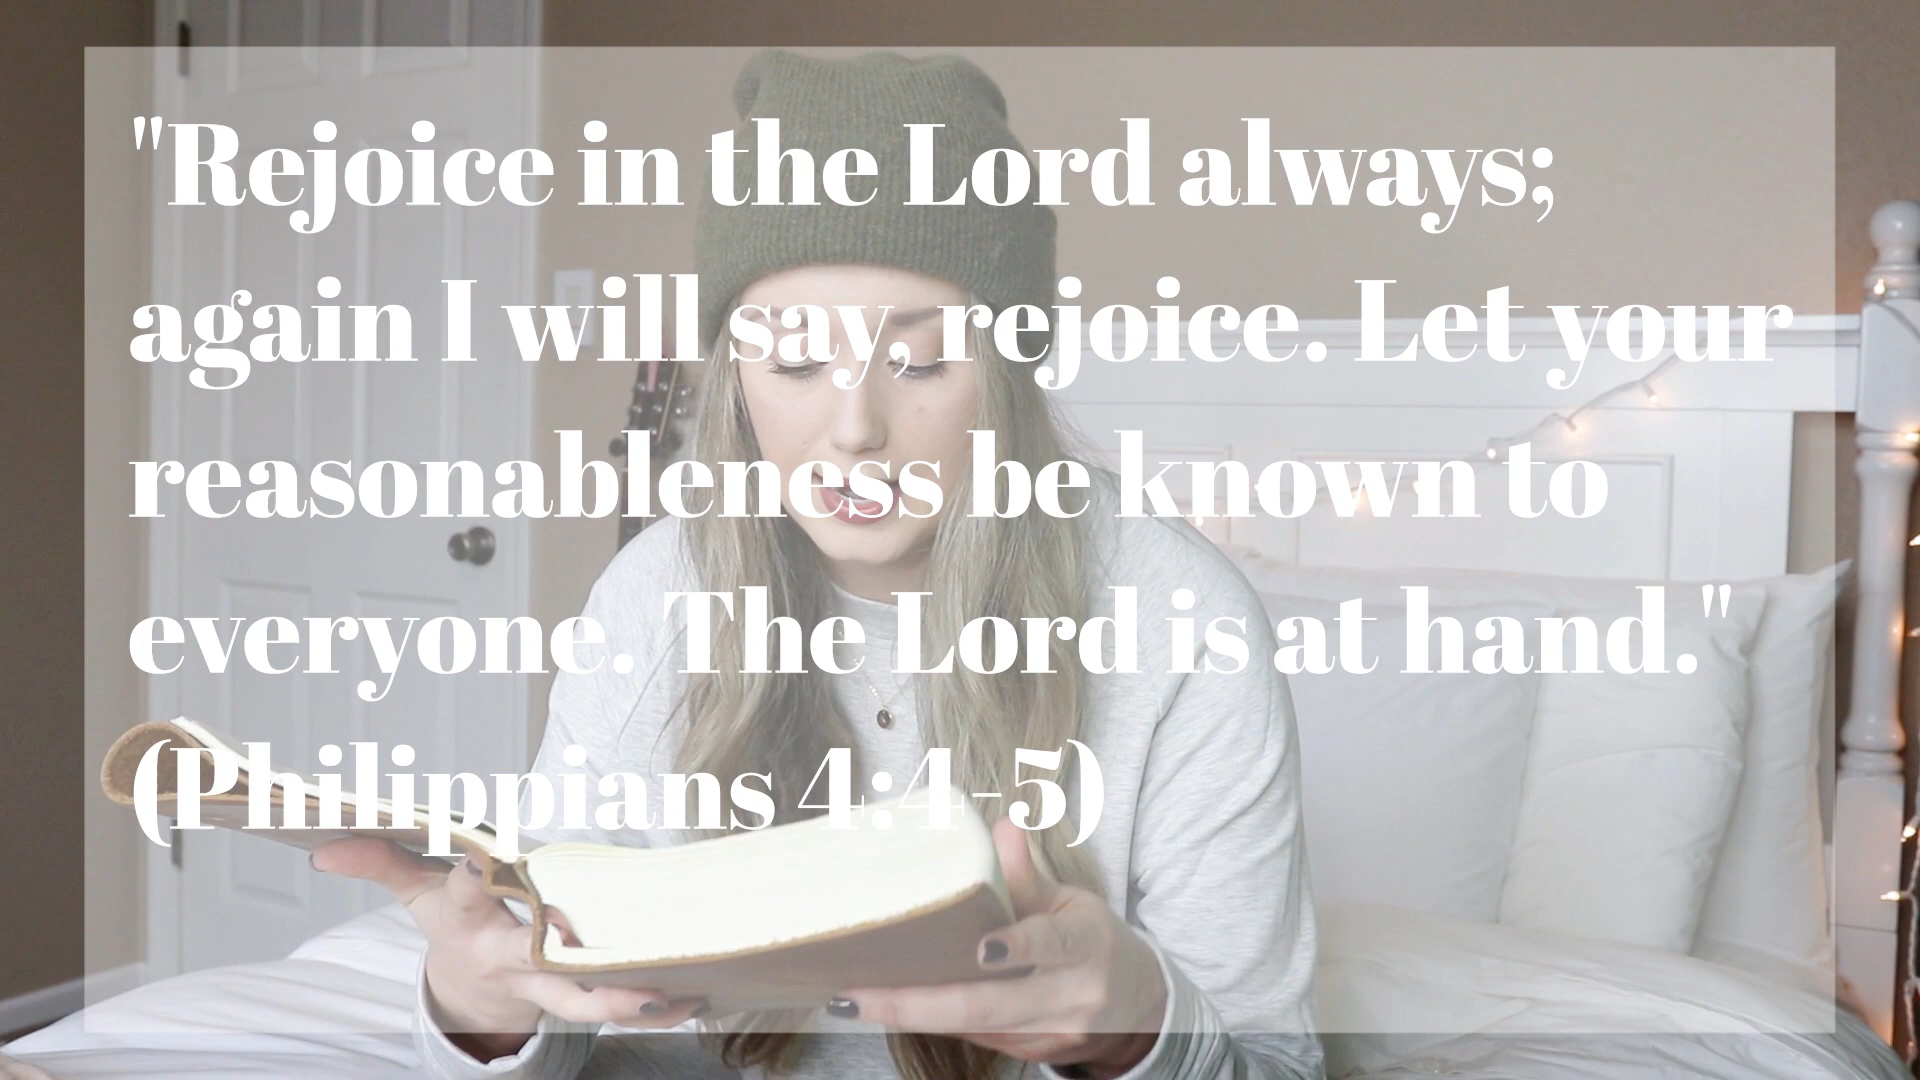 "Rejoice in the Lord always;
again I will say, rejoice. Let your
reasonableness be known to
everyone. The Lord is at hand."
(Philippians 4:4-5)